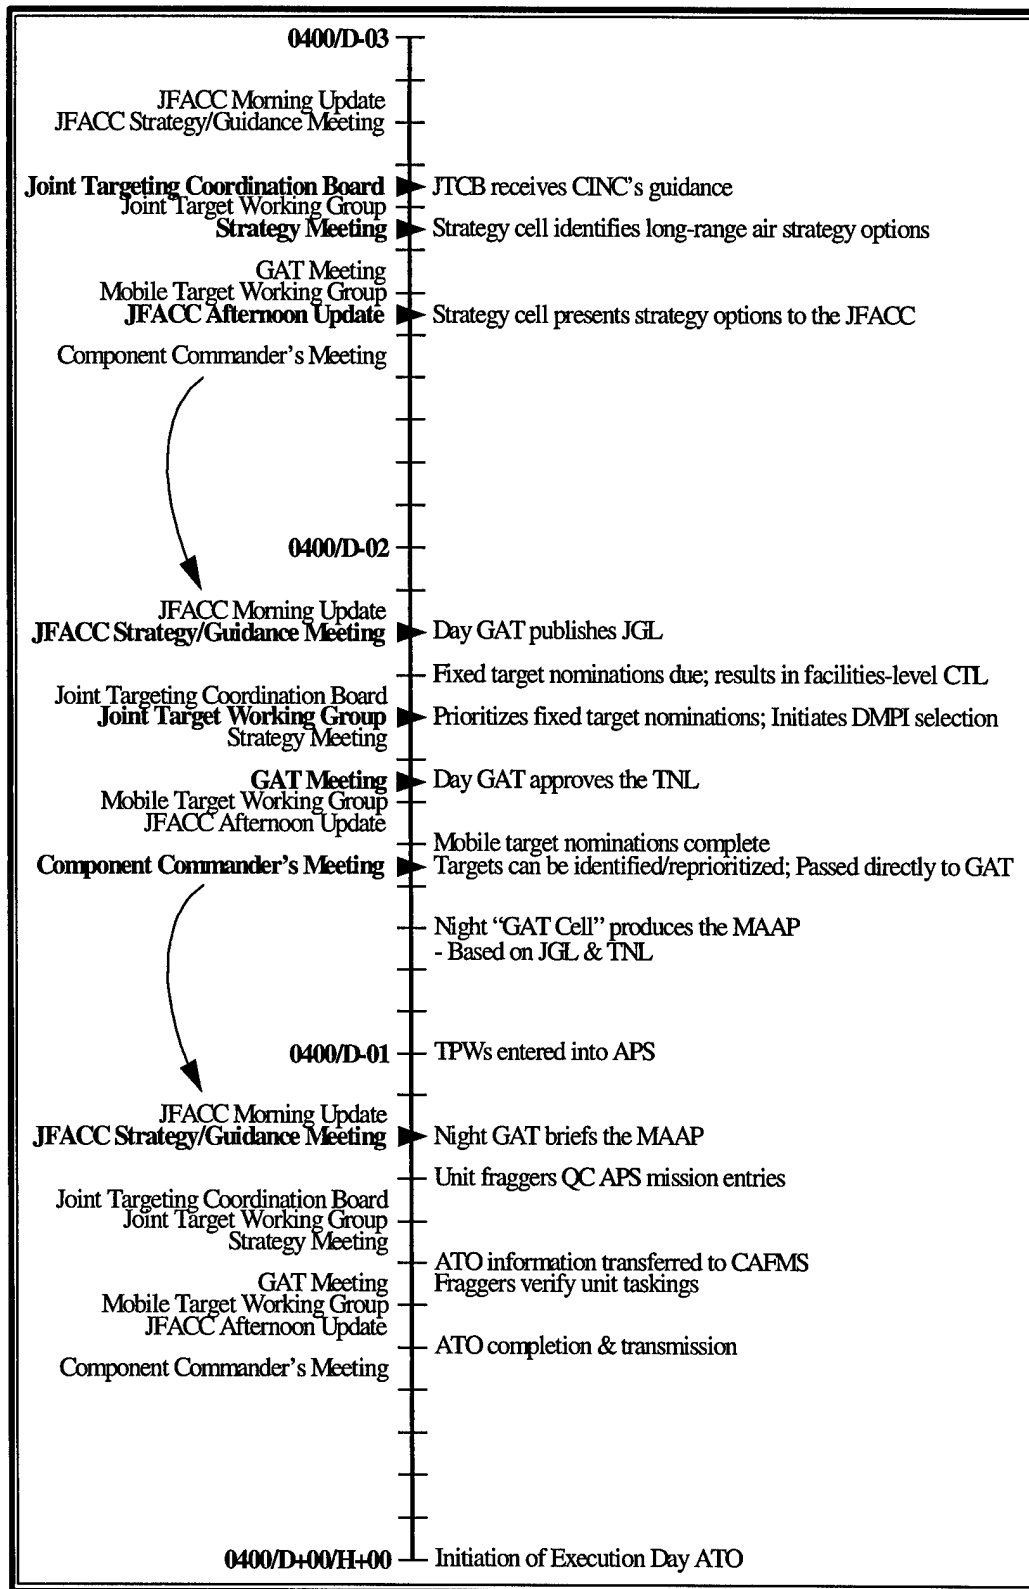 0400/D-03
JFACC Morning Update
JFACC Strategy/Guidance Meeting
Joint Targeting Coordination Board
JTCB receives CINC's guidance
Joint Target Working Group
Strategy Meeting
Strategy cell identifies long-range air strategy options
GAT Meeting
Mobile Target Working Group
JFACC Afternoon Update
Strategy cell presents strategy options to the JFACC
Component Commander's Meeting
0400/D-02
JFACC Morning Update
JFACC Strategy/Guidance Meeting
Day GAT publishes JGL
Fixed target nominations due; results in facilities-level CTL
Joint Targeting Coordination Board
Joint Target Working Group
Prioritizes fixed target nominations; Initiates DMPI selection
Strategy Meeting
GAT Meeting
Day GAT approves the TNL
Mobile Target Working Group
JFACC Afternoon Update
Mobile target nominations complete
Component Commander's Meeting
Targets can be identified/reprioritized; Passed directly to GAT
Night “GAT Cell” produces the MAAP
- Based on JGL & TNL
0400/D-01
TPWs entered into APS
JFACC Morning Update
JFACC Strategy/Guidance Meeting
Night GAT briefs the MAAP
Unit fraggers QC APS mission entries
Joint Targeting Coordination Board
Joint Target Working Group
Strategy Meeting
ATO information transferred to CAFMS
GAT Meeting
Fraggers verify unit taskings
Mobile Target Working Group
JFACC Afternoon Update
ATO completion & transmission
Component Commander's Meeting
0400/D+00/H+00
Initiation of Execution Day ATO